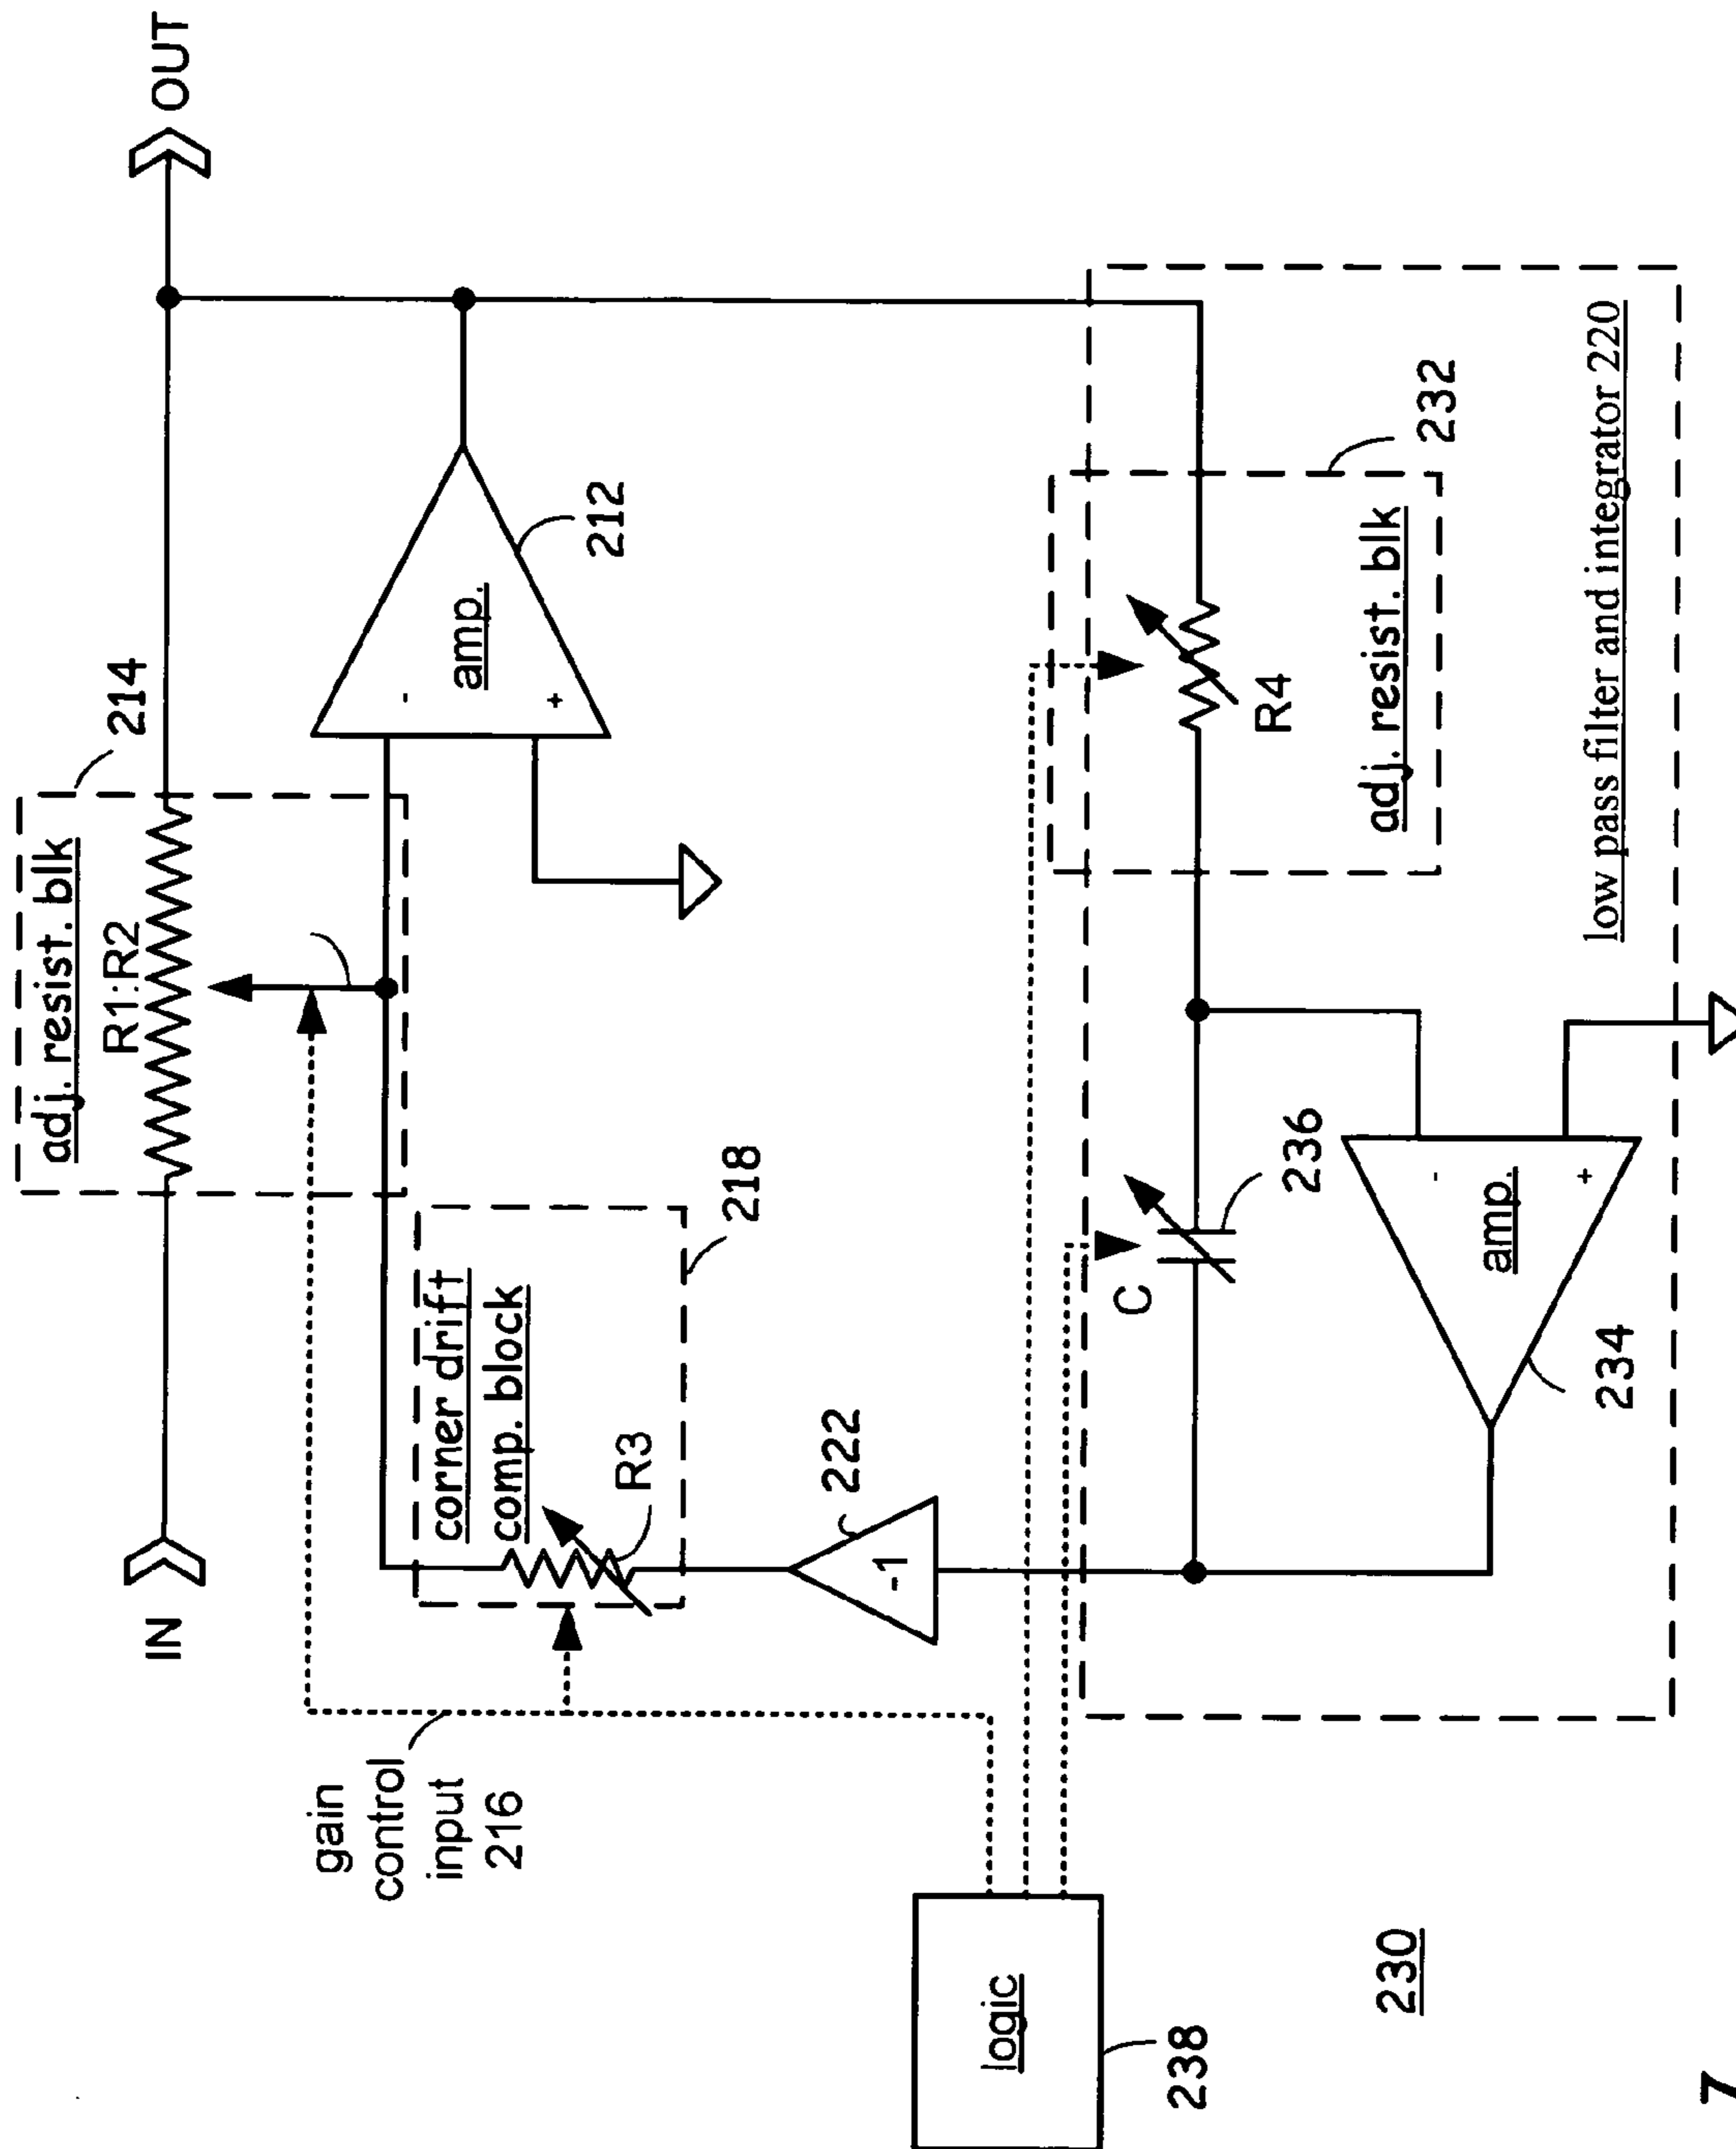 IN
OUT
adj. resist. blk
R1:R2
214
gain
control
input
216
corner drift
comp. block
R3
218
-
amp.
+
212
222
-1
logic
238
C
236
R4
232
adj. resist. blk
-
amp.
+
234
low pass filter and integrator 220
230
7